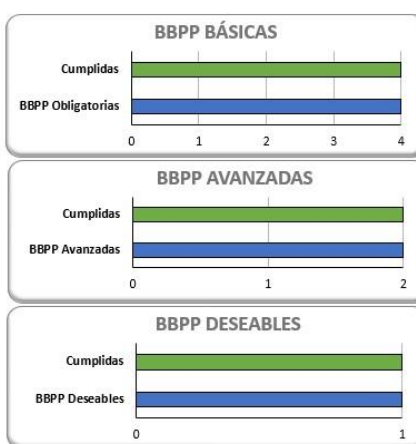 BBPP BÁSICAS
Cumplidas
BBPP Obligatorias
0 1 2 3 4
BBPP AVANZADAS
Cumplidas
BBPP Avanzadas
0 1 2
BBPP DESEABLES
Cumplidas
BBPP Deseables
0 1